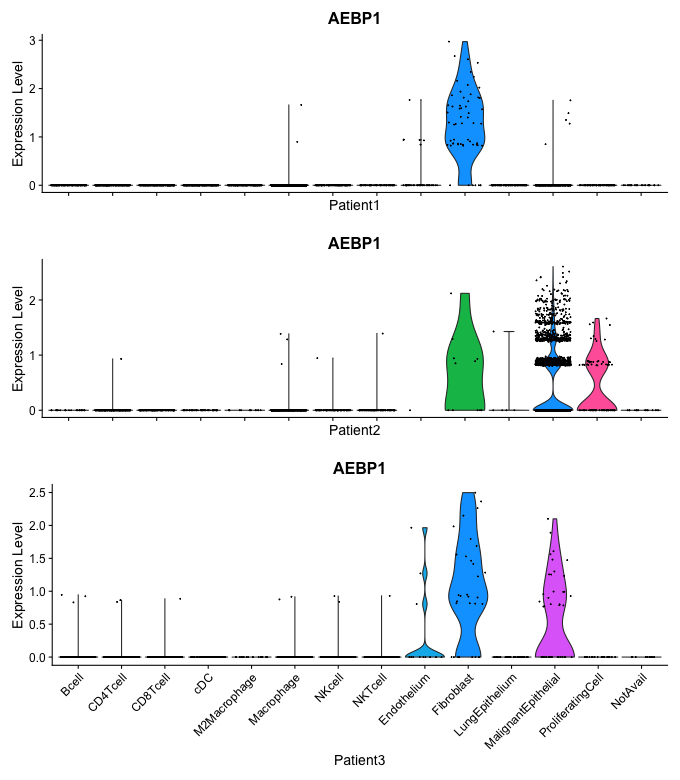 AEBP1
3
2
1
0
Expression Level
Patient1
AEBP1
2
1
0
Expression Level
Patient2
AEBP1
2.5
2.0
1.5
1.0
0.5
0.0
Expression Level
Bcell
CD4Tcell
CD8Tcell
cDC
M2Macrophage
Macrophage
NKcell
NKTcell
Endothelium
Fibroblast
LungEpithelium
MalignantEpithelial
ProliferatingCell
NotAvail
Patient3